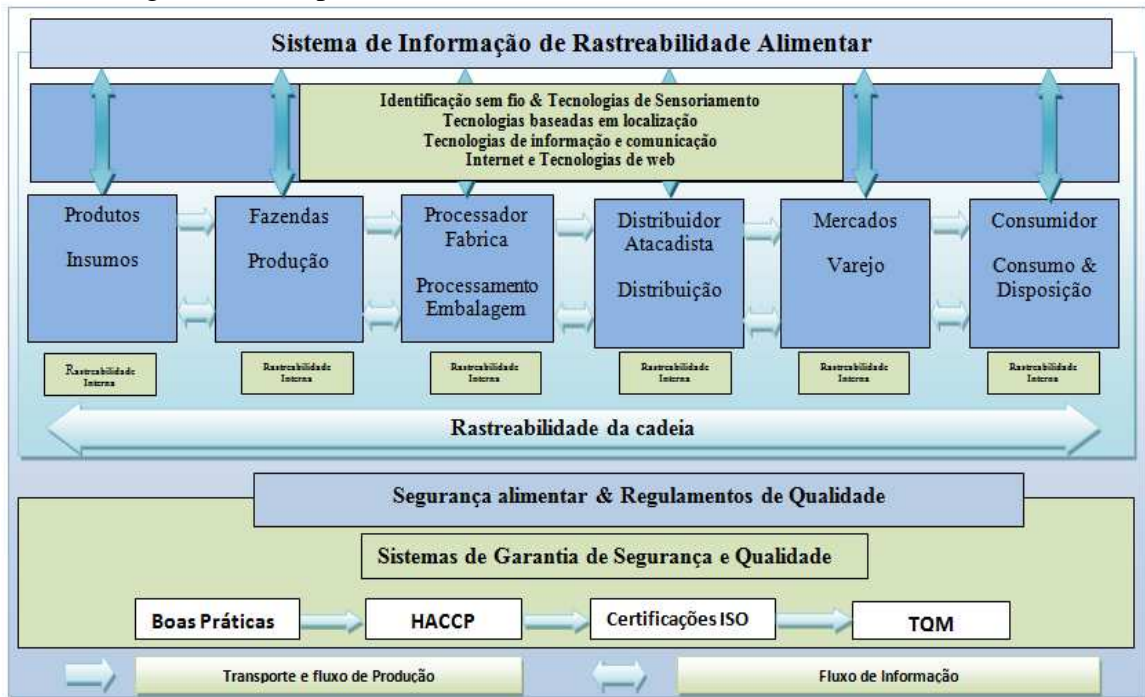 Sistema de Informação de Rastreabilidade Alimentar
Identificação sem fio & Tecnologias de Sensoriamento
Tecnologias baseadas em localização
Tecnologias de informação e comunicação
Internet e Tecnologias de web
Produtos
Insumos
Fazendas
Produção
Processador
Fabrica
Processamento
Embalagem
Distribuidor
Atacadista
Distribuição
Mercados
Varejo
Consumidor
Consumo &
Disposição
Rastreabilidade
Interna
Rastreabilidade
Interna
Rastreabilidade
Interna
Rastreabilidade
Interna
Rastreabilidade
Interna
Rastreabilidade
Interna
Rastreabilidade da cadeia
Segurança alimentar & Regulamentos de Qualidade
Sistemas de Garantia de Segurança e Qualidade
Boas Práticas
HACCP
Certificações ISO
TQM
Transporte e fluxo de Produção
Fluxo de Informação